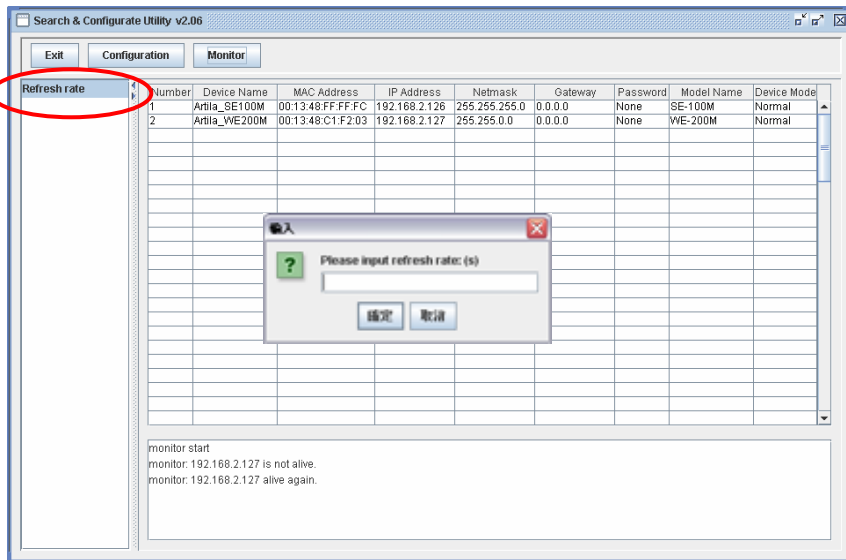 Search & Configurate Utility v2.06
Exit Configuration Monitor
Refresh rate
Number Device Name MAC Address IP Address Netmask Gateway Password Model Name Device Mode
1 Artila_SE100M 00:13:48:FF:FF:FC 192.168.2.126 255.255.255.0 0.0.0.0 None SE-100M Normal
2 Artila_WE200M 00:13:48:C1:F2:03 192.168.2.127 255.255.0.0 0.0.0.0 None WE-200M Normal
輸入
Please input refresh rate: (s)
確定 取消
monitor start
monitor: 192.168.2.127 is not alive.
monitor: 192.168.2.127 alive again.